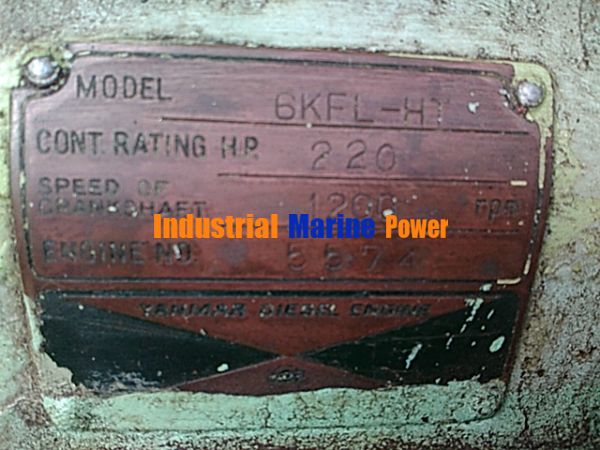 MODEL 6KFL-HT
CONT. RATING H.P. 220
SPEED OF CRANKSHAFT 1200 rpm
Industrial Marine Power
ENGINE NO. 5574
YANMAR DIESEL ENGINE